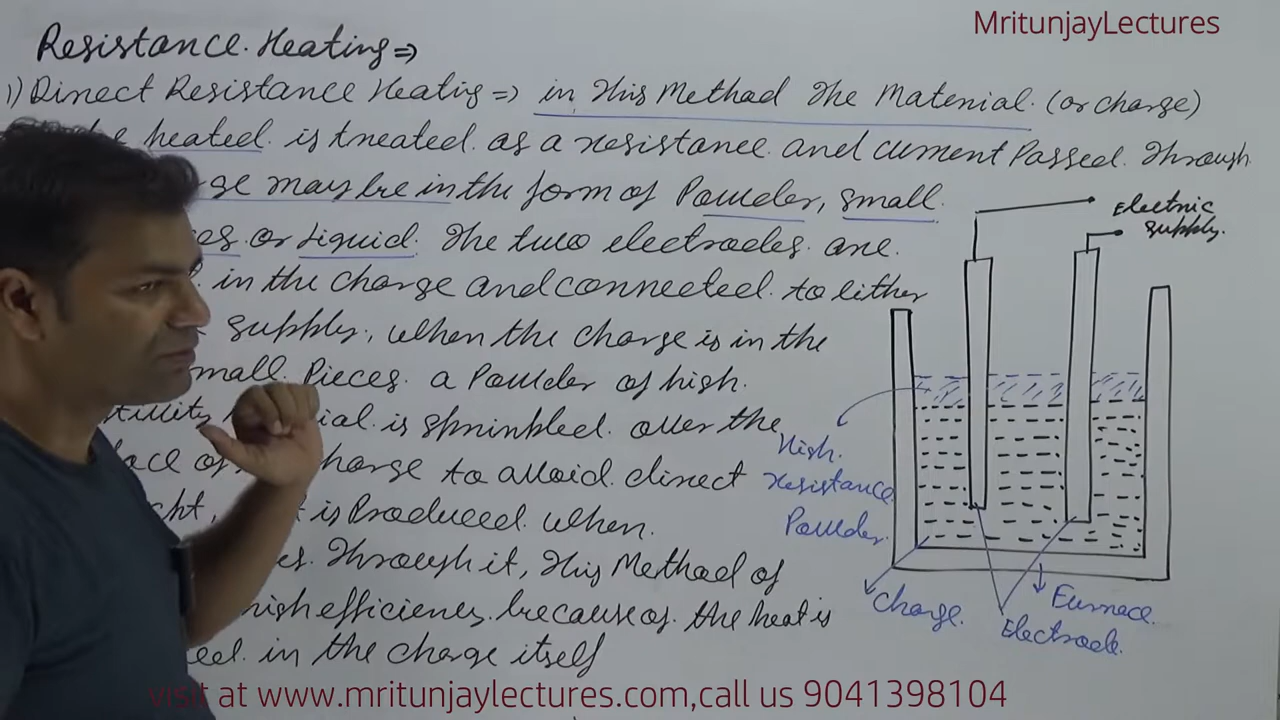 MritunjayLectures
Resistance Heating ⇒
1) Direct Resistance Heating ⇒ in This Method The Material (or charge)
heated is treated as a resistance and current Passed Through
may be in the form of Powder, small
or Liquid. The two electrodes are
in the charge and connected to either
supply, when the charge is in the
small Pieces a Powder of high
is sprinkled over the
charge to avoid direct
is Produced when
Through it, This Method of
high efficiency because of the heat is
in the charge itself
Electric
supply.
High
resistance
Powder
Charge
Electrode
Furnace
visit at www.mritunjaylectures.com,call us 9041398104